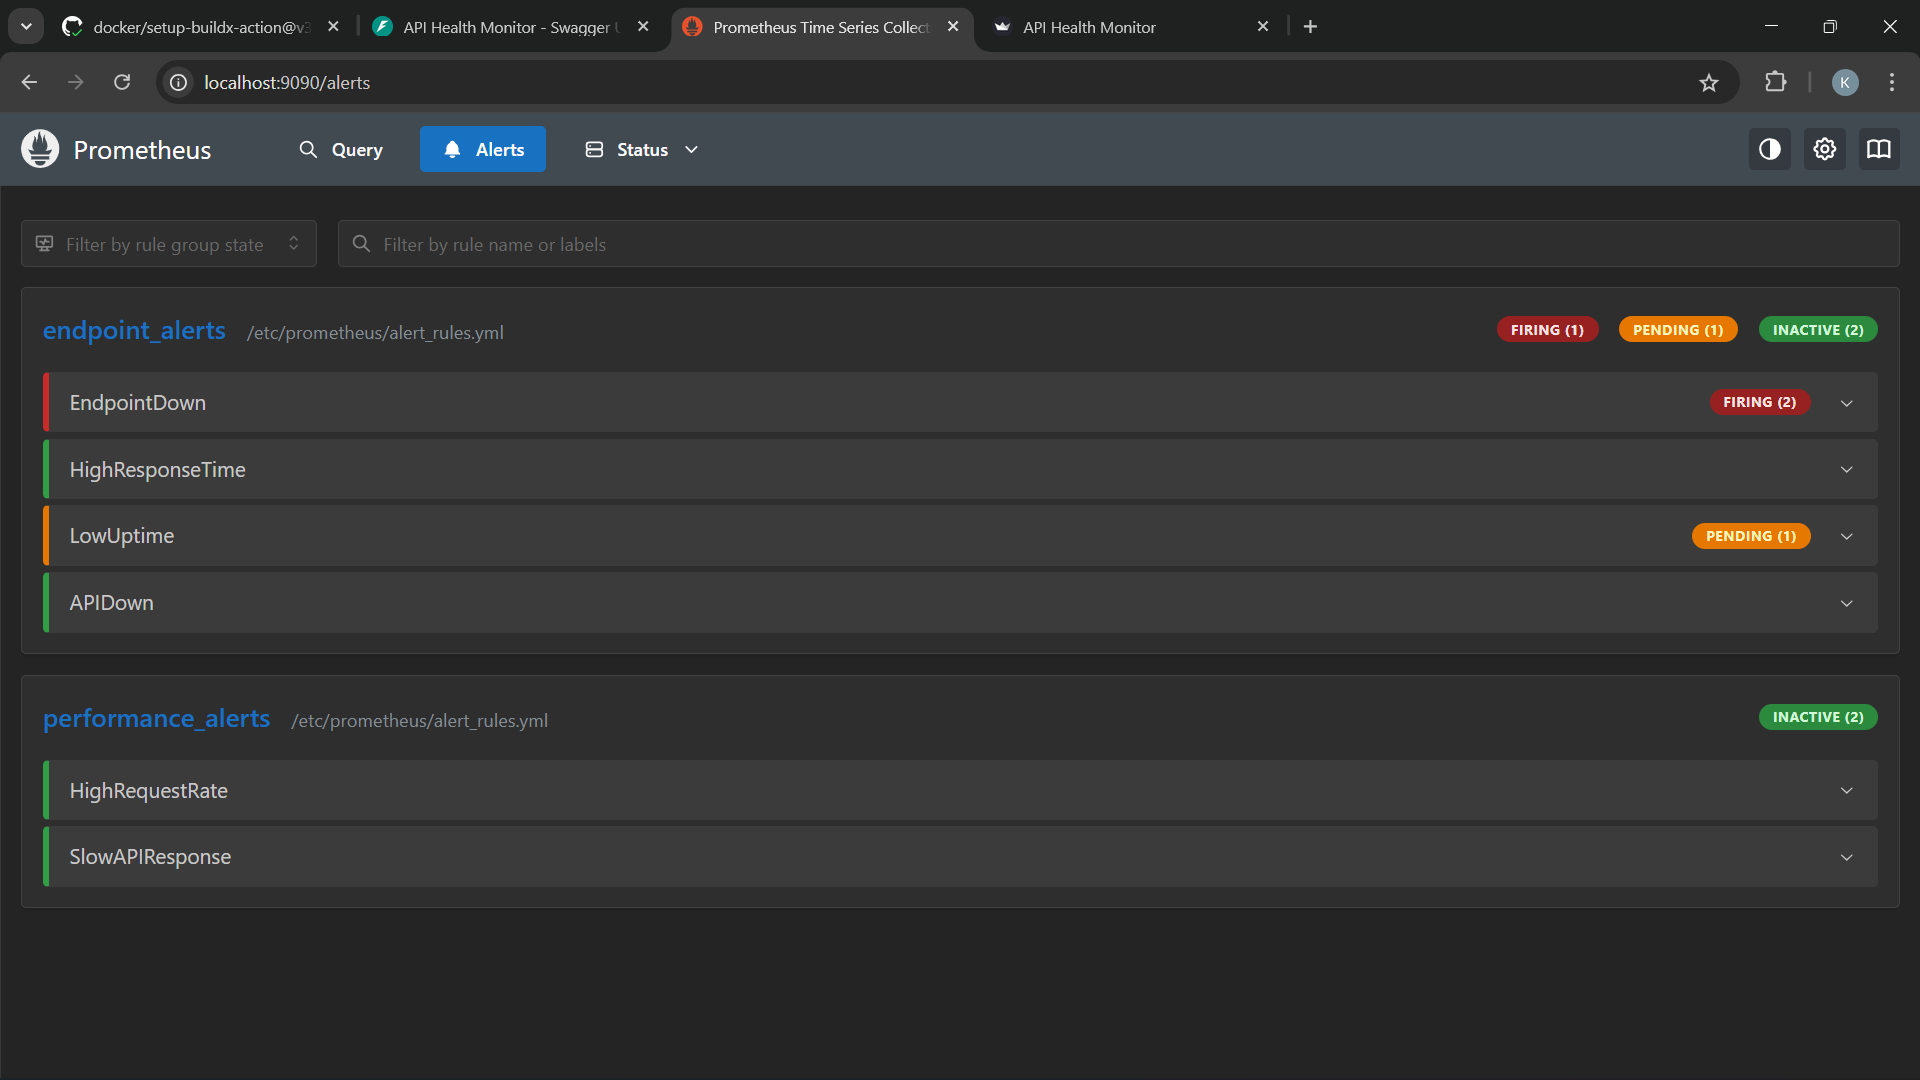 docker/setup-buildx-action@v3
API Health Monitor - Swagger U
Prometheus Time Series Collect
API Health Monitor
localhost:9090/alerts
K
Prometheus
Query
Alerts
Status
Filter by rule group state
Filter by rule name or labels
endpoint_alerts /etc/prometheus/alert_rules.yml
FIRING (1) PENDING (1) INACTIVE (2)
EndpointDown FIRING (2)
HighResponseTime
LowUptime PENDING (1)
APIDown
performance_alerts /etc/prometheus/alert_rules.yml
INACTIVE (2)
HighRequestRate
SlowAPIResponse